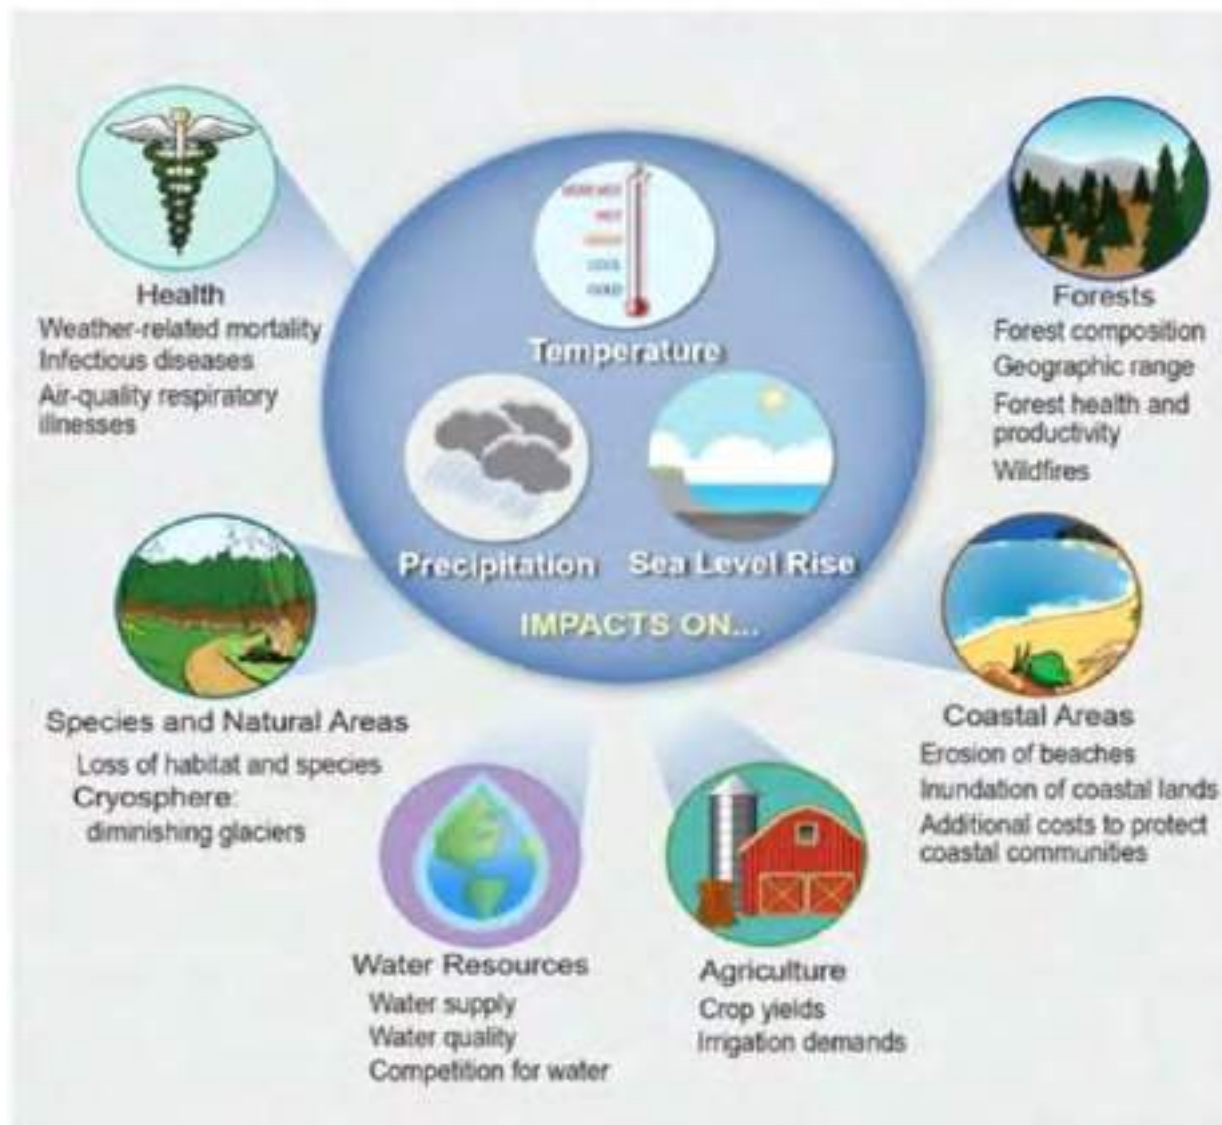 Health
Weather-related mortality
Infectious diseases
Air-quality respiratory
illnesses
HOT
COOL
COLD
Temperature
Precipitation
Sea Level Rise
IMPACTS ON...
Forests
Forest composition
Geographic range
Forest health and
productivity
Wildfires
Species and Natural Areas
Loss of habitat and species
Cryosphere:
diminishing glaciers
Coastal Areas
Erosion of beaches
Inundation of coastal lands
Additional costs to protect
coastal communities
Water Resources
Water supply
Water quality
Competition for water
Agriculture
Crop yields
Irrigation demands